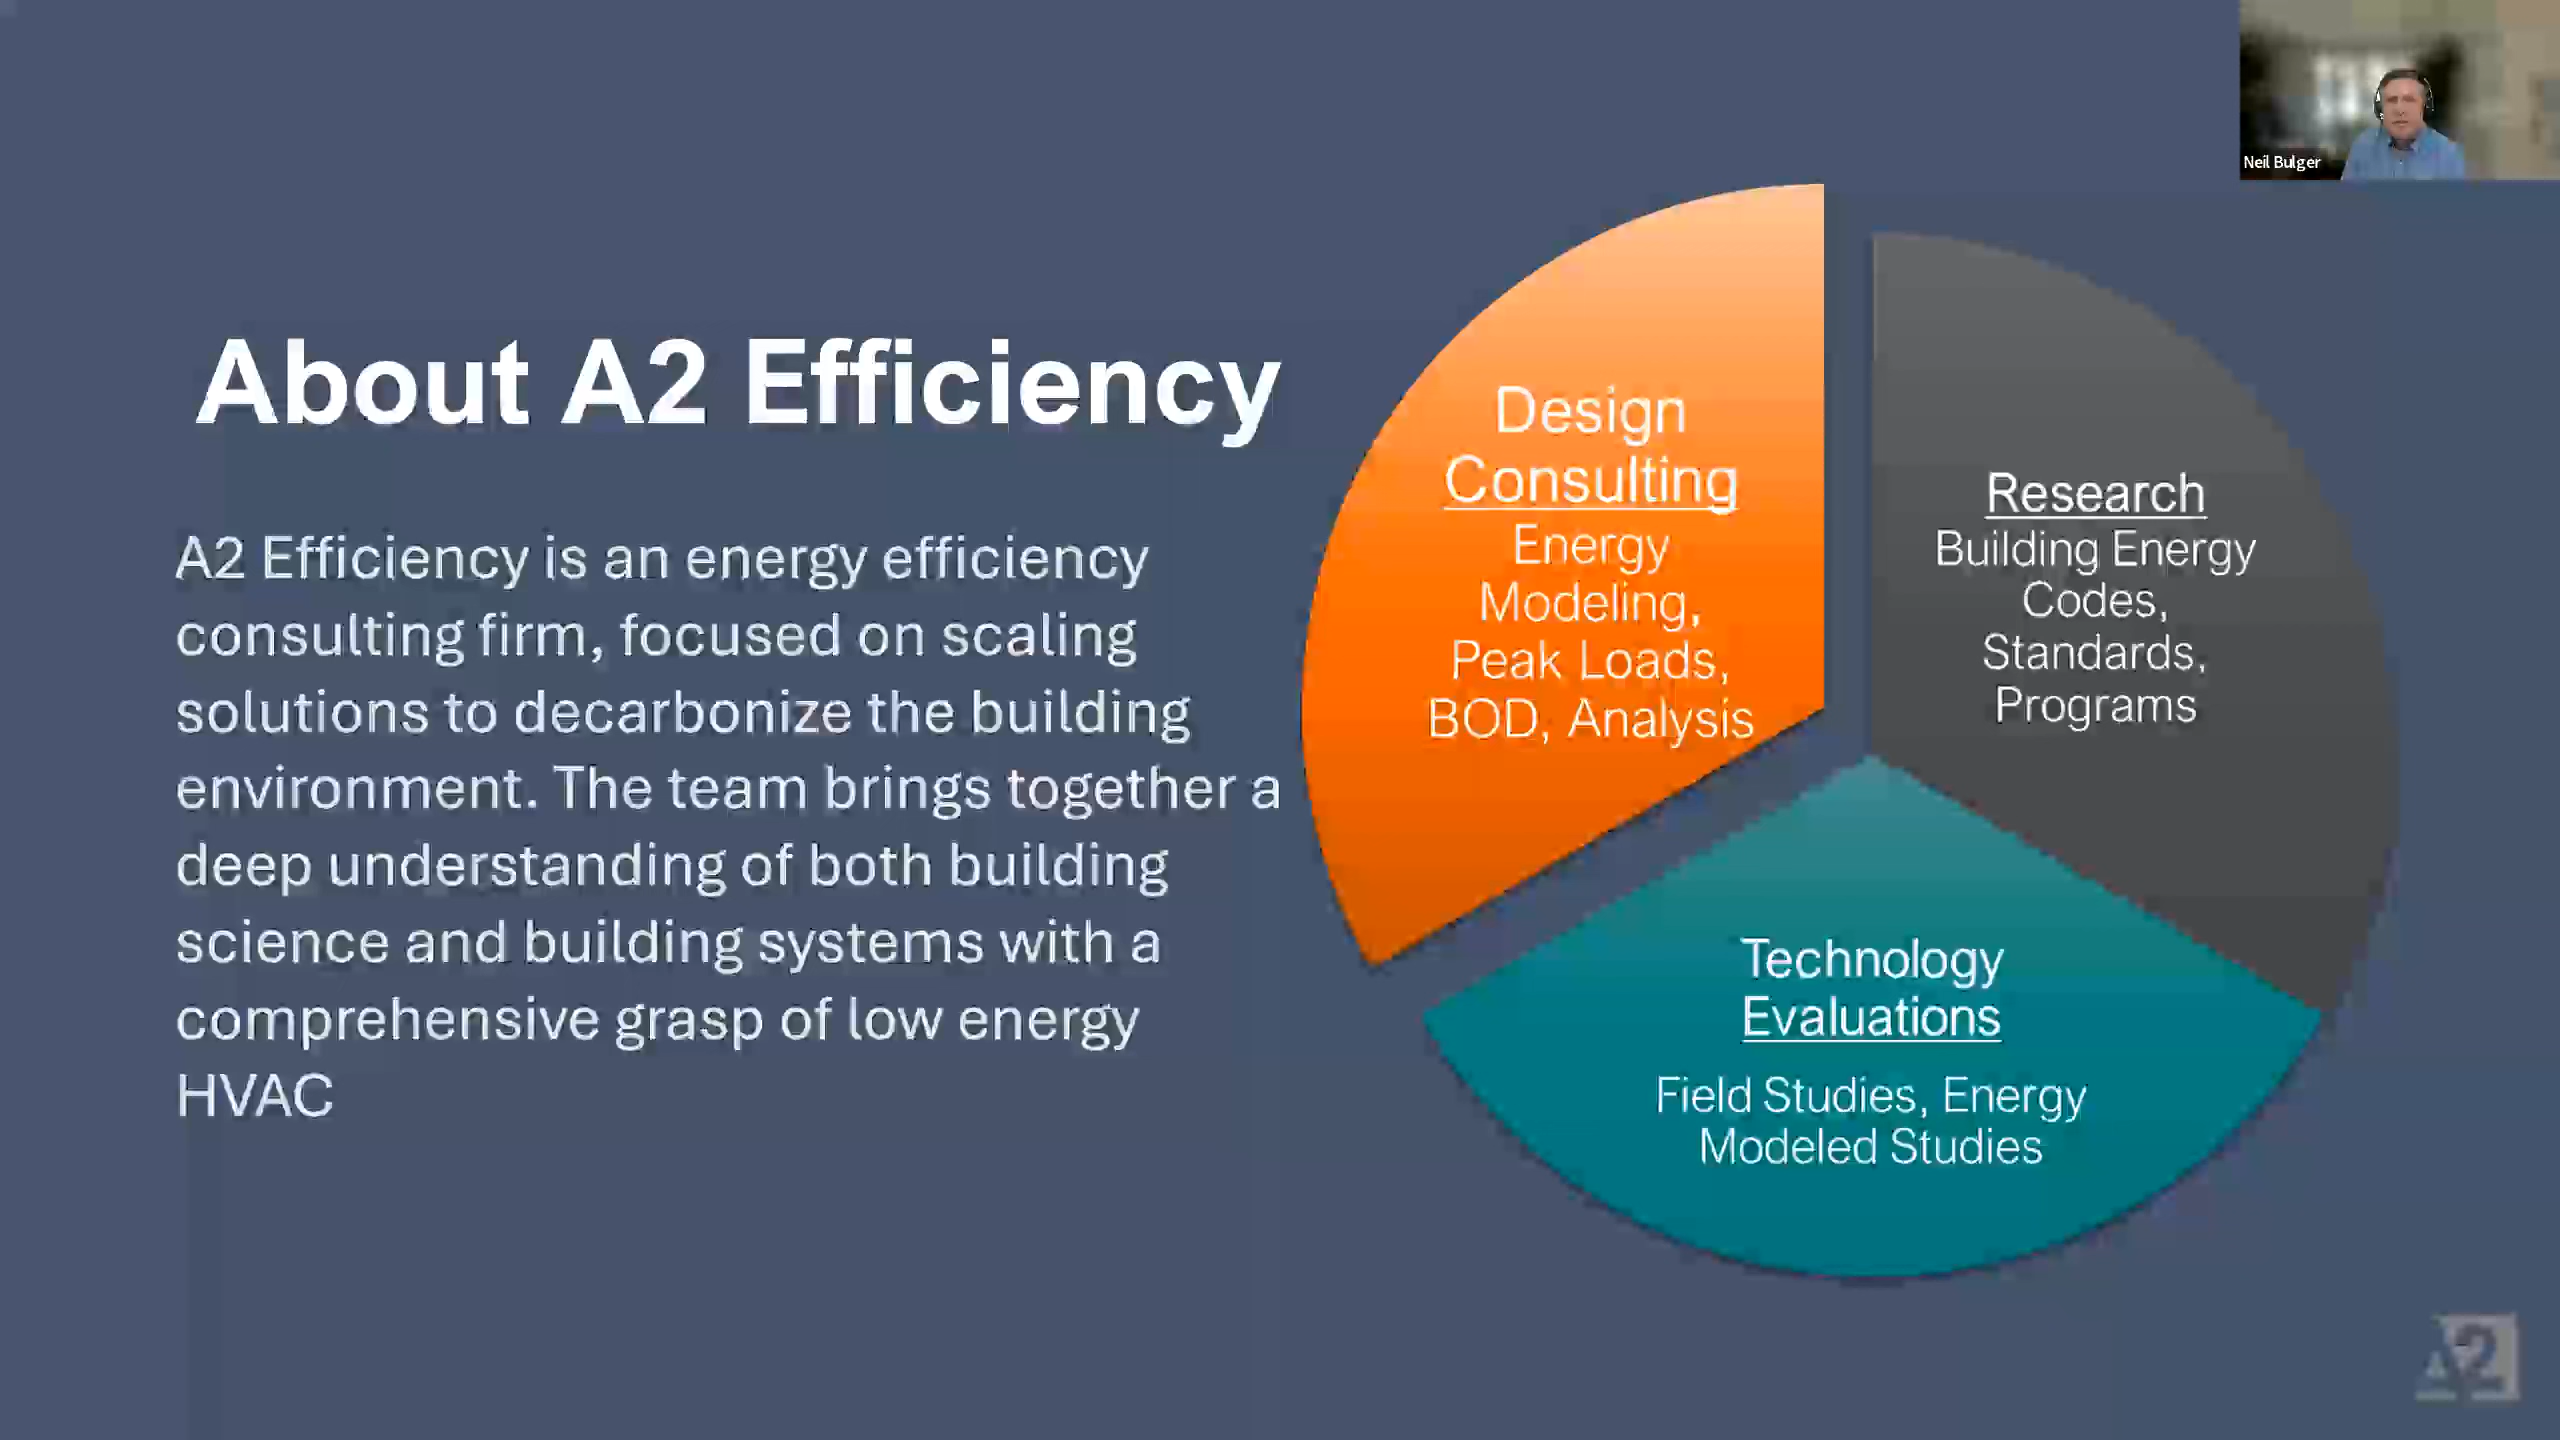 Neil Bulger
About A2 Efficiency
A2 Efficiency is an energy efficiency
consulting firm, focused on scaling
solutions to decarbonize the building
environment. The team brings together a
deep understanding of both building
science and building systems with a
comprehensive grasp of low energy
HVAC
Design
Consulting
Energy
Modeling,
Peak Loads,
BOD, Analysis
Research
Building Energy
Codes,
Standards,
Programs
Technology
Evaluations
Field Studies, Energy
Modeled Studies
A2